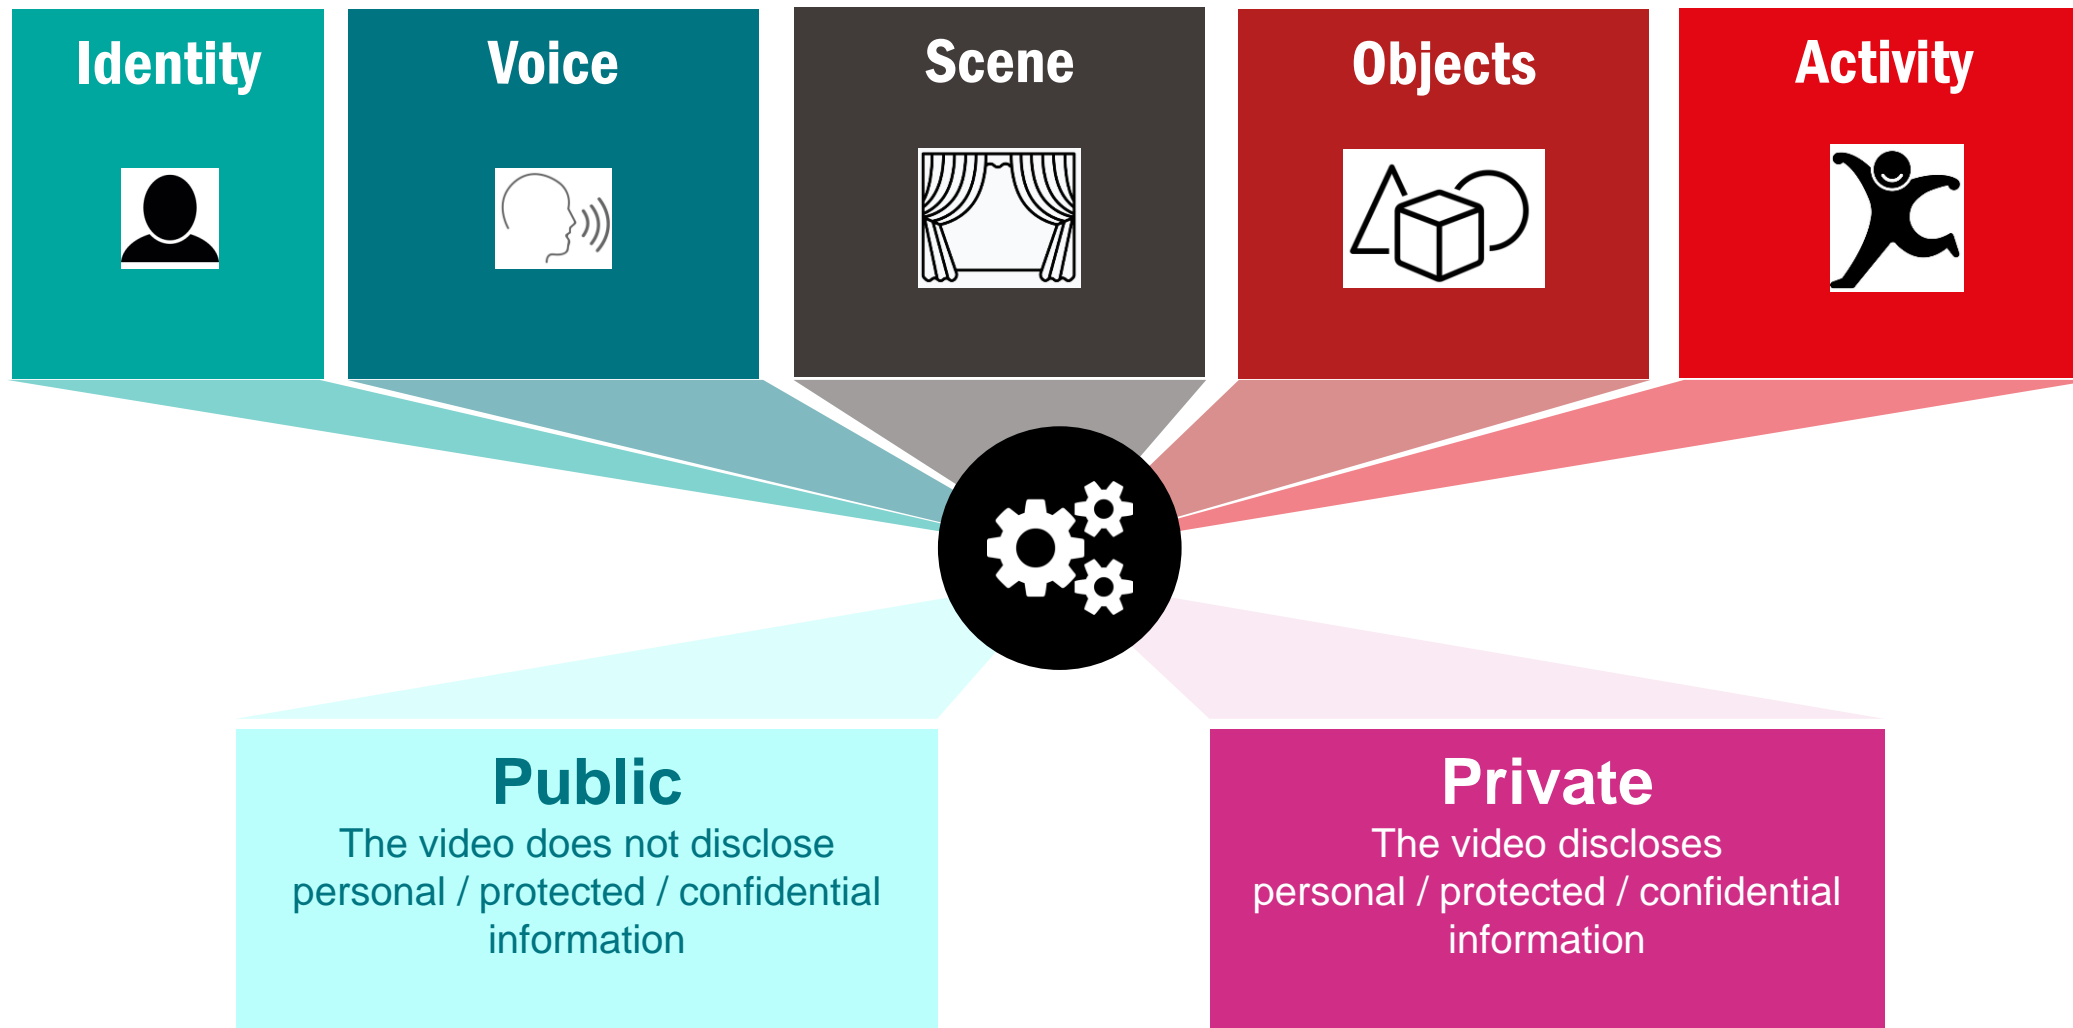 Identity
Voice
Scene
Objects
Activity
Public
The video does not disclose
personal / protected / confidential
information
Private
The video discloses
personal / protected / confidential
information